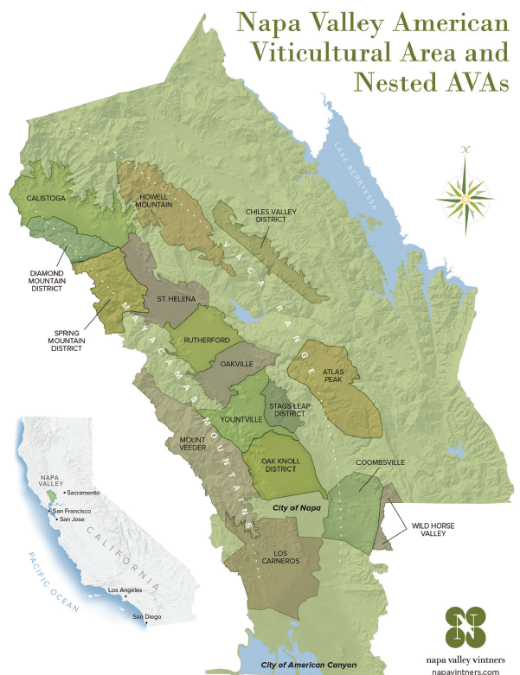 Napa Valley American
Viticultural Area and
Nested AVAs
LAKE BERRYESSA
N
CALISTOGA
HOWELL
MOUNTAIN
CHILES VALLEY
DISTRICT
VACA RANGE
DIAMOND
MOUNTAIN
DISTRICT
ST. HELENA
SPRING
MOUNTAIN
DISTRICT
MAYACAMAS MOUNTAINS
RUTHERFORD
OAKVILLE
ATLAS
PEAK
STAGS LEAP
DISTRICT
YOUNTVILLE
MOUNT
VEEDER
OAK KNOLL
DISTRICT
COOMBSVILLE
City of Napa
WILD HORSE
VALLEY
LOS
CARNEROS
City of American Canyon
NAPA
VALLEY
Sacramento
San Francisco
San Jose
CALIFORNIA
PACIFIC OCEAN
Los Angeles
San Diego
N
napa valley vintners
napavintners.com